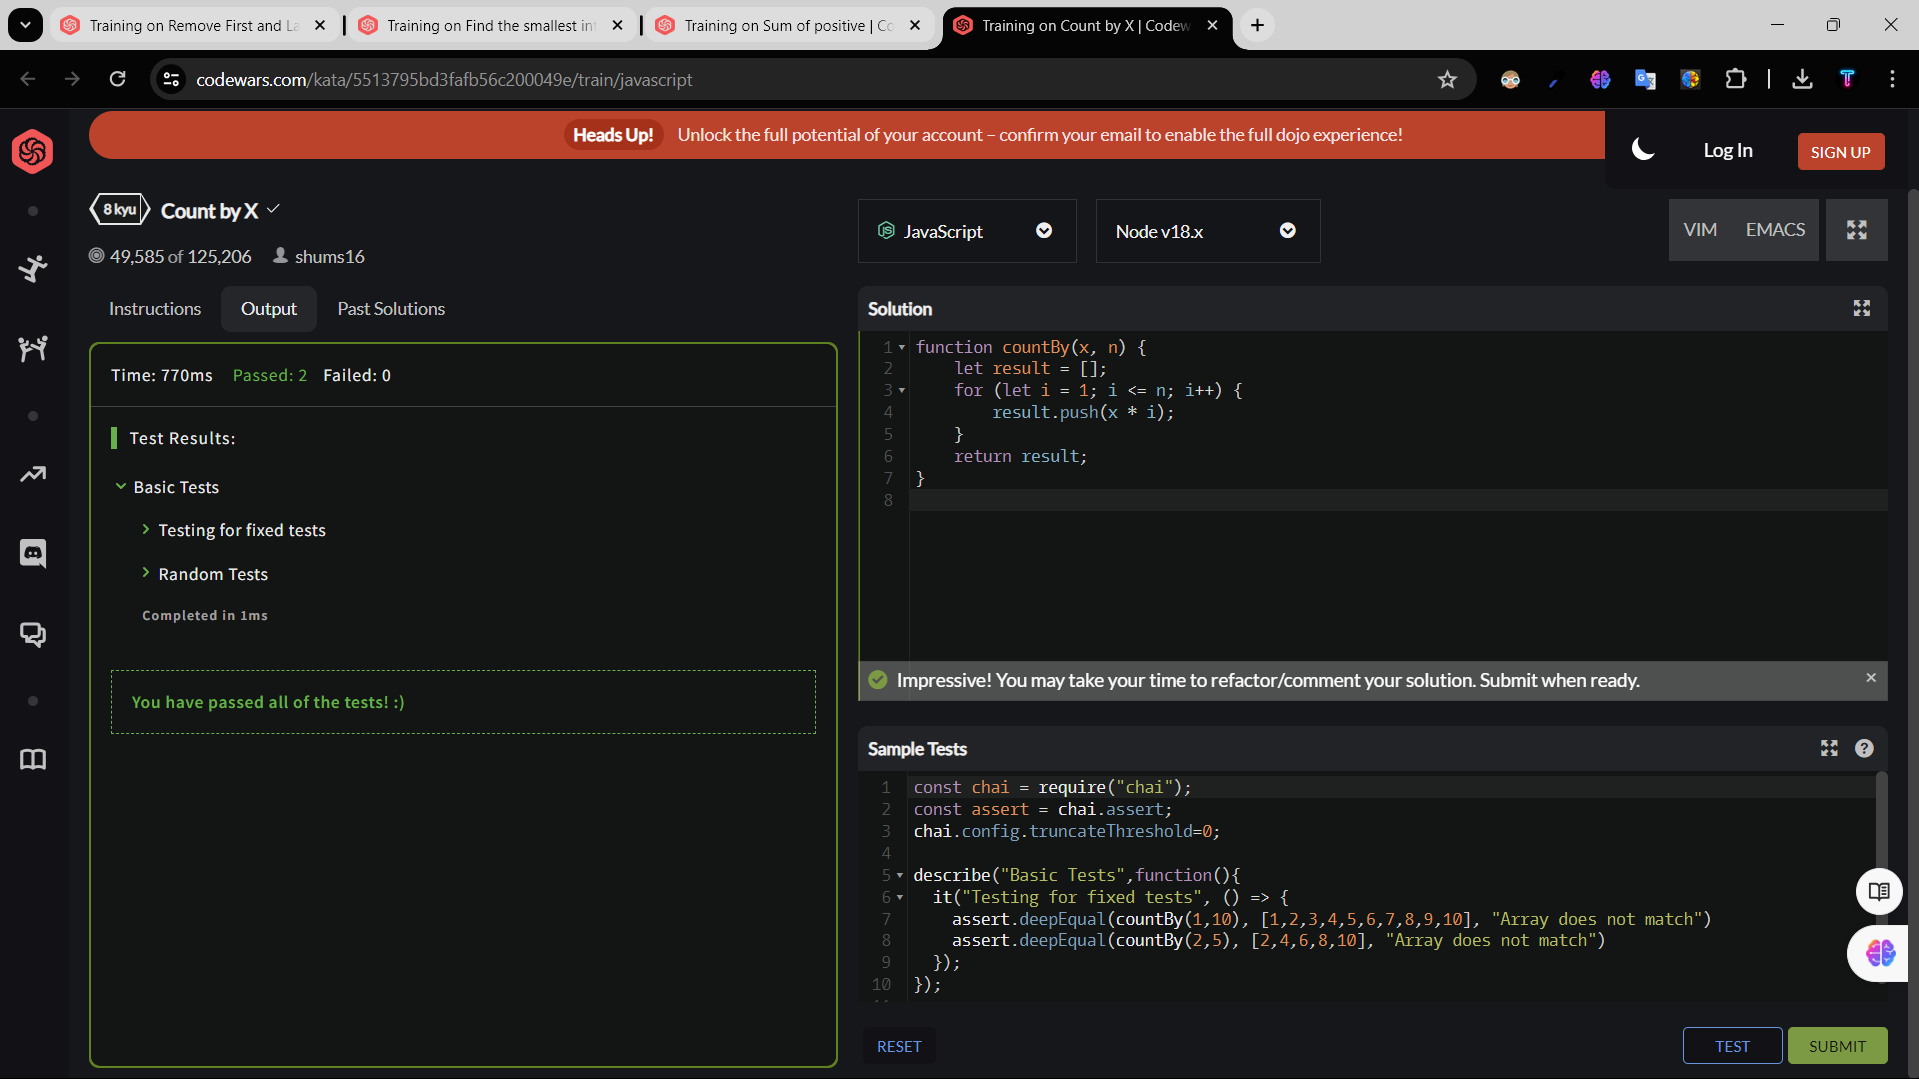 Training on Remove First and La
Training on Find the smallest int
Training on Sum of positive | Co
Training on Count by X | Codew
codewars.com/kata/5513795bd3fafb56c200049e/train/javascript
Heads Up! Unlock the full potential of your account – confirm your email to enable the full dojo experience!
Log In
SIGN UP
8 kyu
Count by X
49,585 of 125,206
shums16
JavaScript
Node v18.x
VIM
EMACS
Instructions
Output
Past Solutions
Time: 770ms Passed: 2 Failed: 0
Test Results:
Basic Tests
Testing for fixed tests
Random Tests
Completed in 1ms
You have passed all of the tests! :)
Solution
1 function countBy(x, n) {
2 let result = [];
3 for (let i = 1; i <= n; i++) {
4 result.push(x * i);
5 }
6 return result;
7 }
8
Impressive! You may take your time to refactor/comment your solution. Submit when ready.
Sample Tests
1 const chai = require("chai");
2 const assert = chai.assert;
3 chai.config.truncateThreshold=0;
4
5 describe("Basic Tests",function(){
6 it("Testing for fixed tests", () => {
7 assert.deepEqual(countBy(1,10), [1,2,3,4,5,6,7,8,9,10], "Array does not match")
8 assert.deepEqual(countBy(2,5), [2,4,6,8,10], "Array does not match")
9 });
10 });
RESET
TEST
SUBMIT